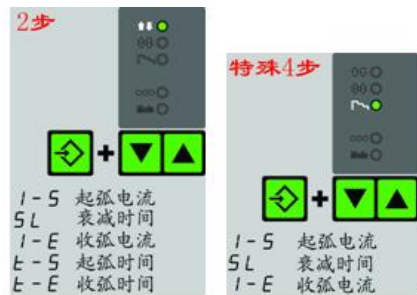 2步
Mode
+
I-S 起弧电流
SL 衰减时间
I-E 收弧电流
t-S 起弧时间
t-E 收弧时间
特殊4步
Mode
+
I-S 起弧电流
SL 衰减时间
I-E 收弧电流